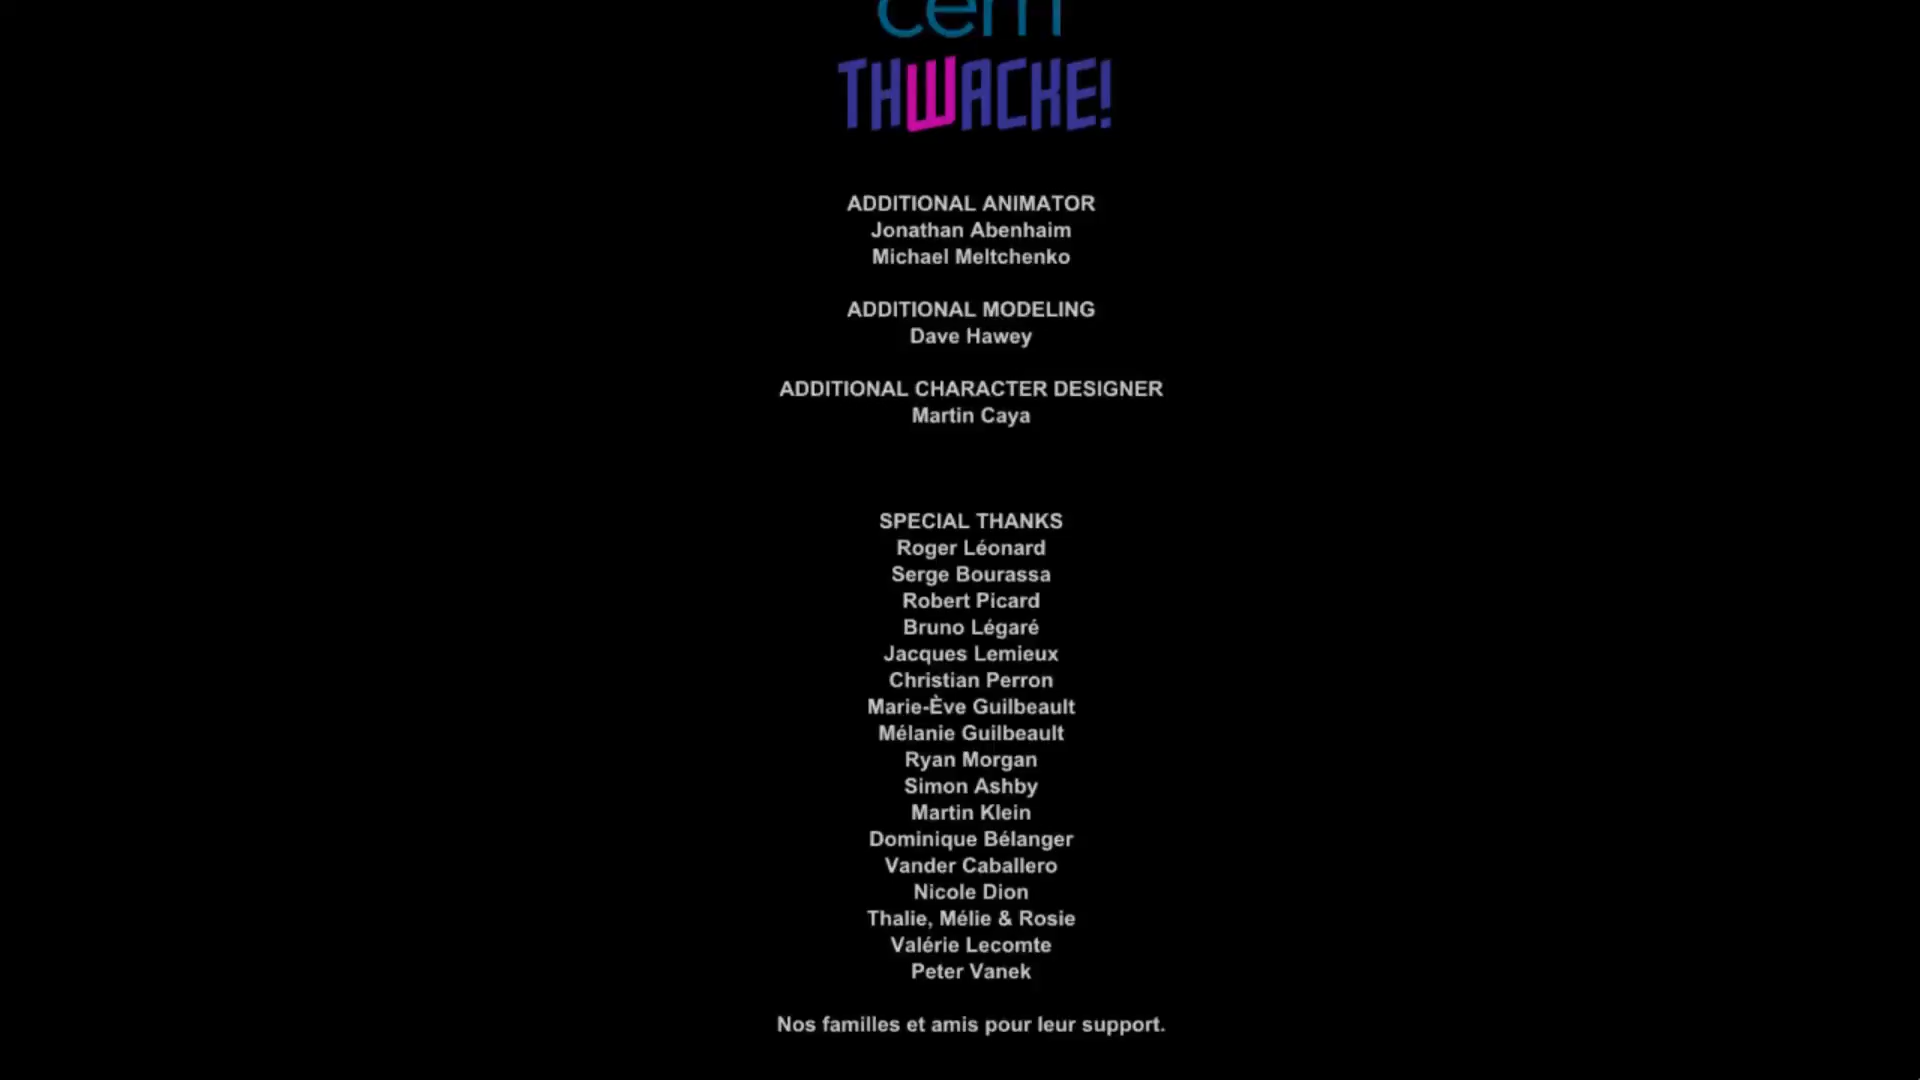 cem
THWACKE!
ADDITIONAL ANIMATOR
Jonathan Abenhaim
Michael Meltchenko
ADDITIONAL MODELING
Dave Hawey
ADDITIONAL CHARACTER DESIGNER
Martin Caya
SPECIAL THANKS
Roger Léonard
Serge Bourassa
Robert Picard
Bruno Légaré
Jacques Lemieux
Christian Perron
Marie-Ève Guilbeault
Mélanie Guilbeault
Ryan Morgan
Simon Ashby
Martin Klein
Dominique Bélanger
Vander Caballero
Nicole Dion
Thalie, Mélie & Rosie
Valérie Lecomte
Peter Vanek
Nos familles et amis pour leur support.